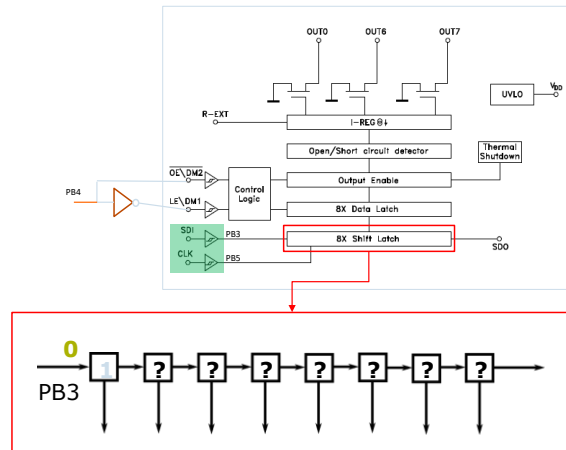 OUT0 OUT6 OUT7
UVLO VDD
R-EXT I-REG
Open/Short circuit detector
Thermal
Shutdown
OE\DM2
PB4
Control
Logic
Output Enable
LE\DM1
8X Data Latch
SDI PB3 8X Shift Latch SDO
CLK PB5
0
1 ? ? ? ? ? ? ?
PB3